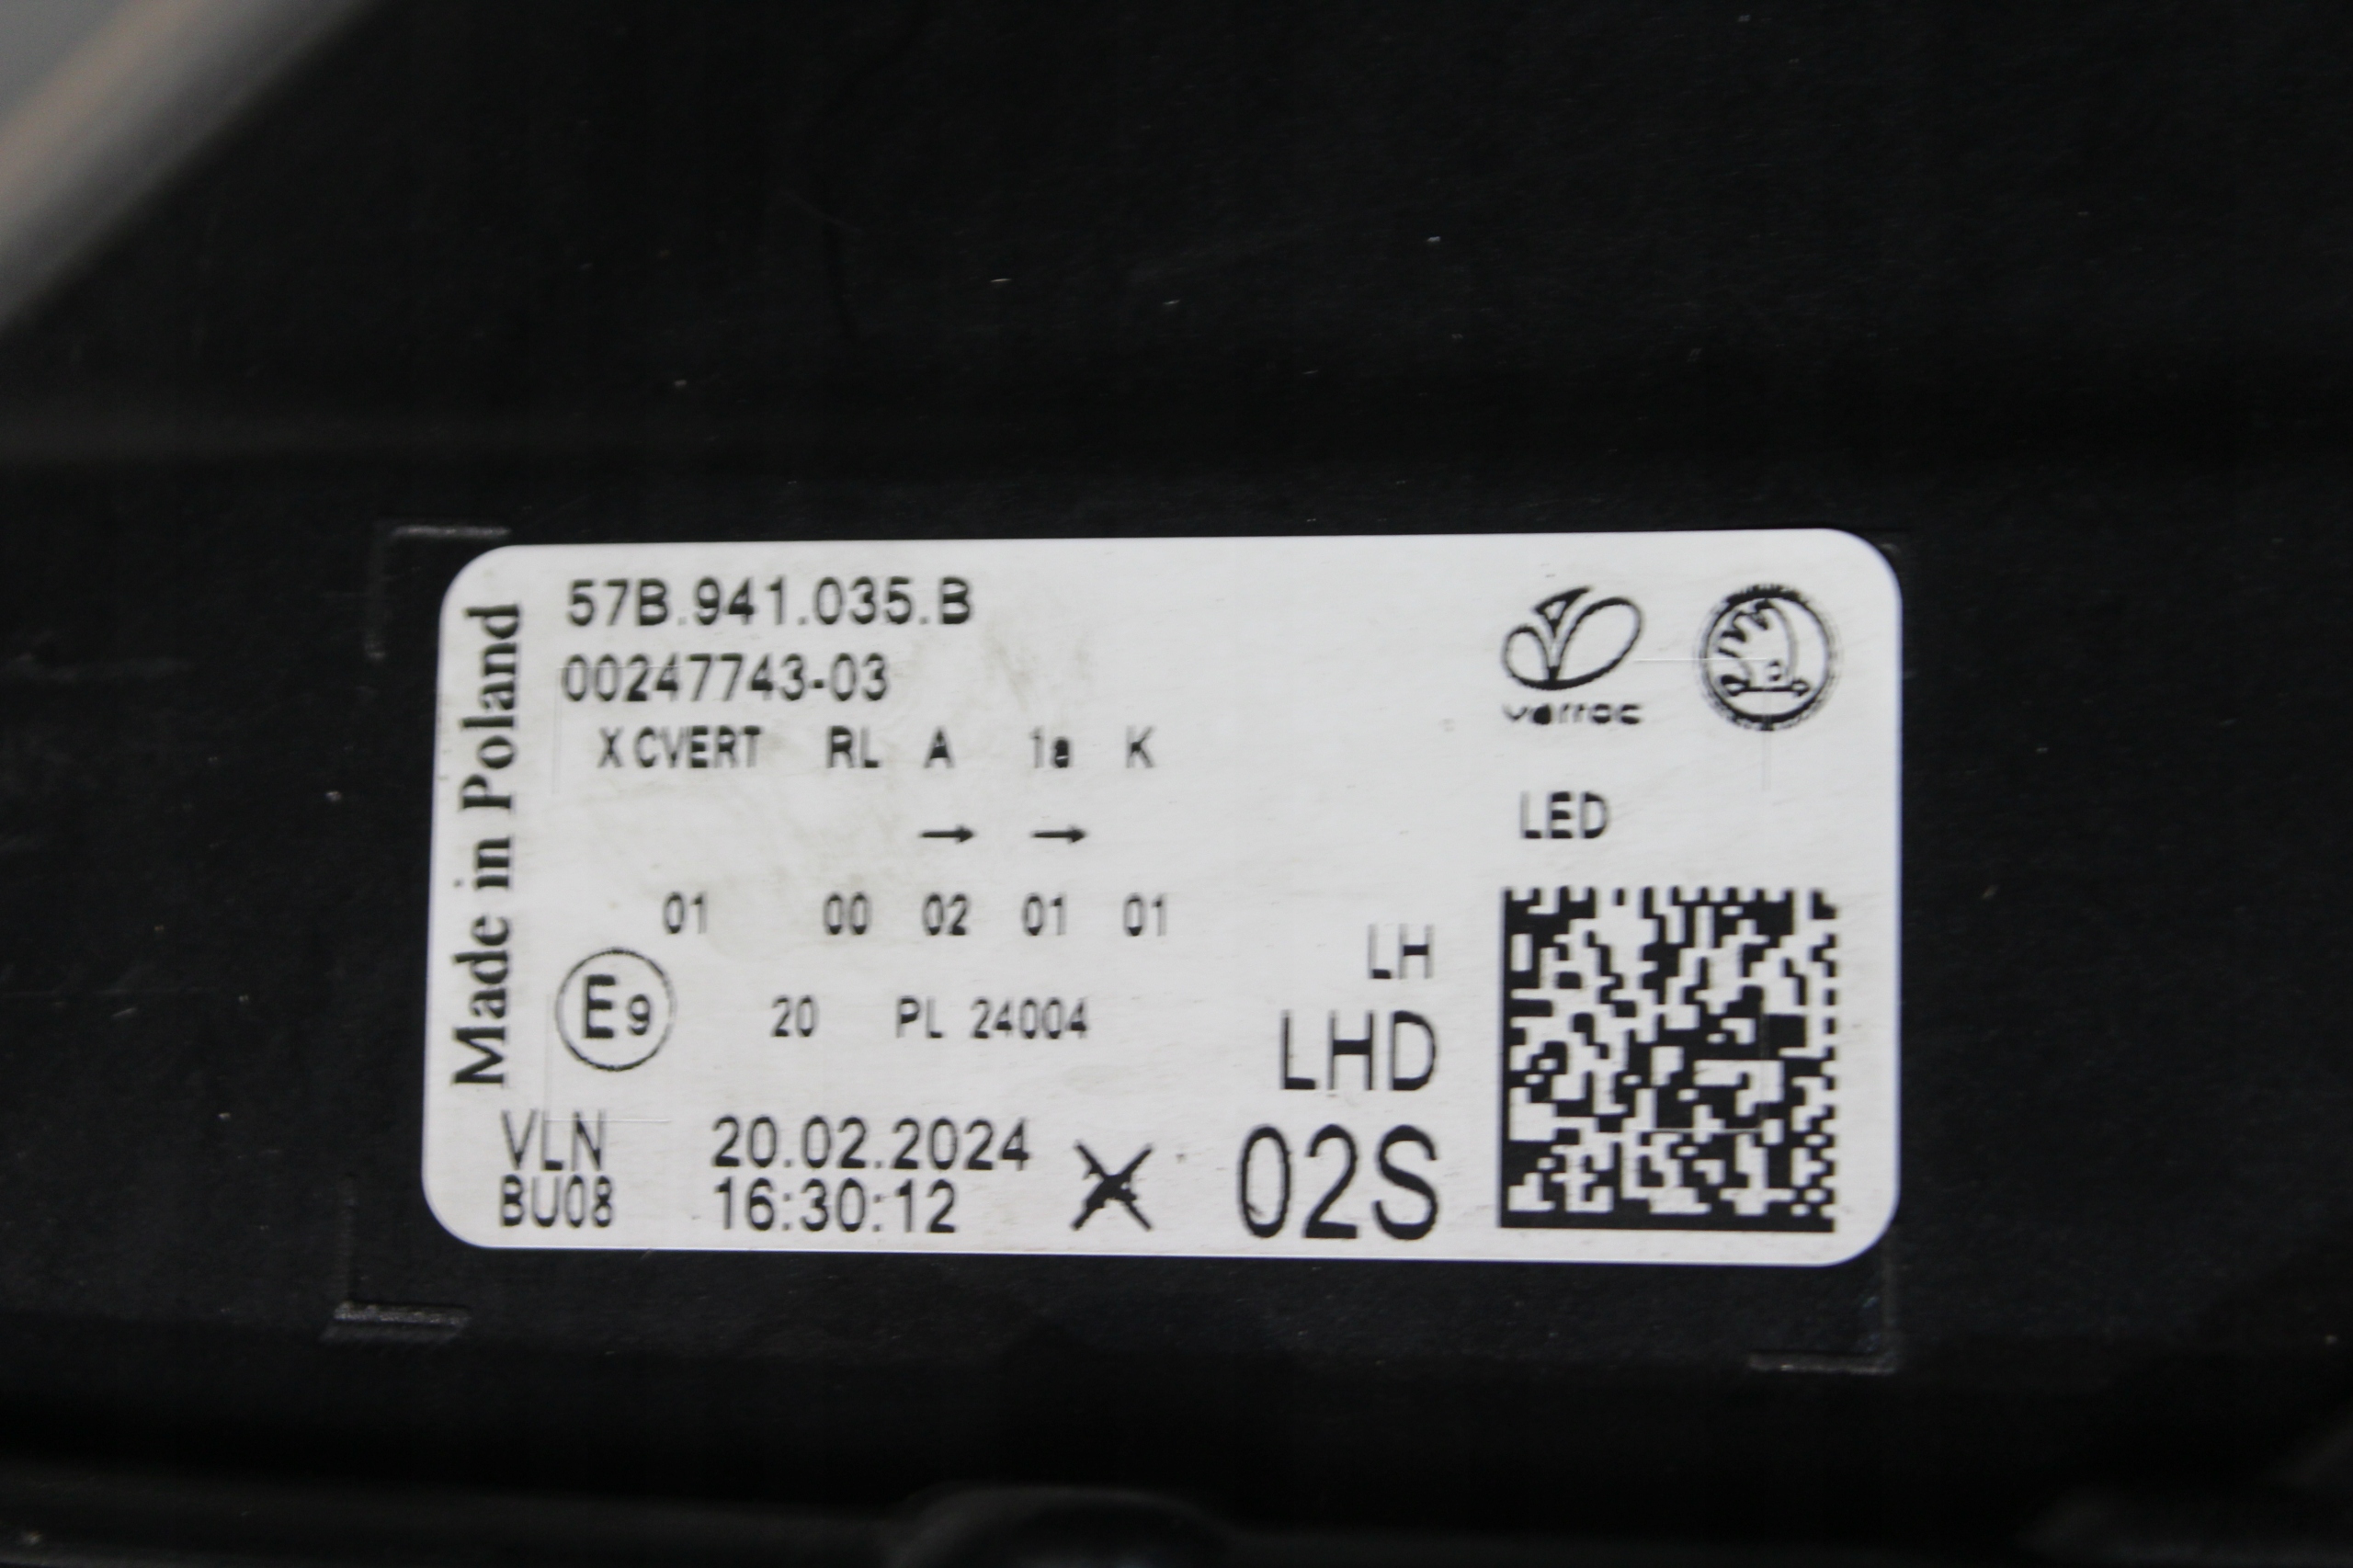 Made in Poland
57B.941.035.B
00247743-03
varroc
X CVERT RL A 1a K
→ →
LED
01 00 02 01 01
LH
E9 20 PL 24004
LHD
VLN 20.02.2024
BU08 16:30:12
02S